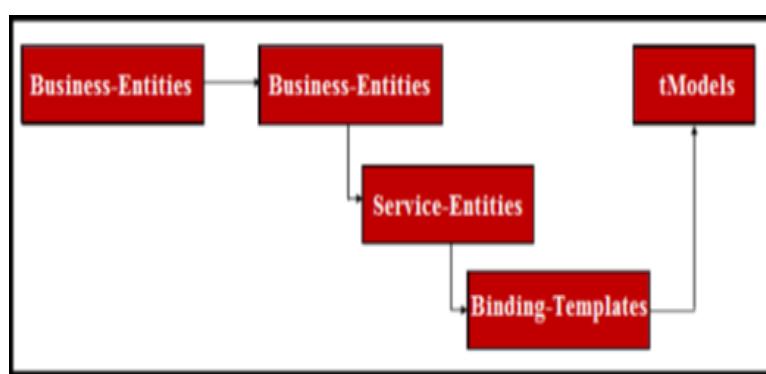 Business-Entities
Business-Entities
tModels
Service-Entities
Binding-Templates